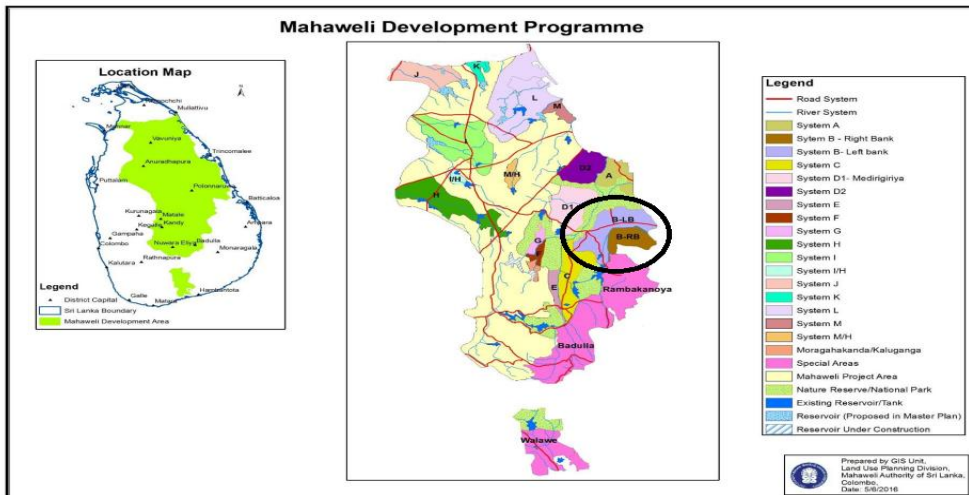 Mahaweli Development Programme
Location Map
N
Mullaittivu
Vavuniya
Trincomalee
Anuradhapura
Puttalam
Polonnaruwa
Batticaloa
Kurunagala
Matale
Kandy
Ampara
Kegalle
Gampaha
Nuwara Eliya
Badulla
Monaragala
Colombo
Rathnapura
Kalutara
Hambantota
Galle
Matara
Legend
District Capital
Sri Lanka Boundary
Mahaweli Development Area
K
J
L
M
D2
A
I/H
M/H
H
D1
B-LB
B-RB
G
C
E
Rambakanoya
Badulla
Walawe
Legend
Road System
River System
System A
Sytem B - Right Bank
System B- Left bank
System C
System D1- Medirigiriya
System D2
System E
System F
System G
System H
System I
System I/H
System J
System K
System L
System M
System M/H
Moragahakanda/Kaluganga
Special Areas
Mahaweli Project Area
Nature Reserve/National Park
Existing Reservoir/Tank
Reservoir (Proposed in Master Plan)
Reservoir Under Construction
Prepared by GIS Unit,
Land Use Planning Division,
Mahaweli Authority of Sri Lanka,
Colombo,
Date: 5/6/2016